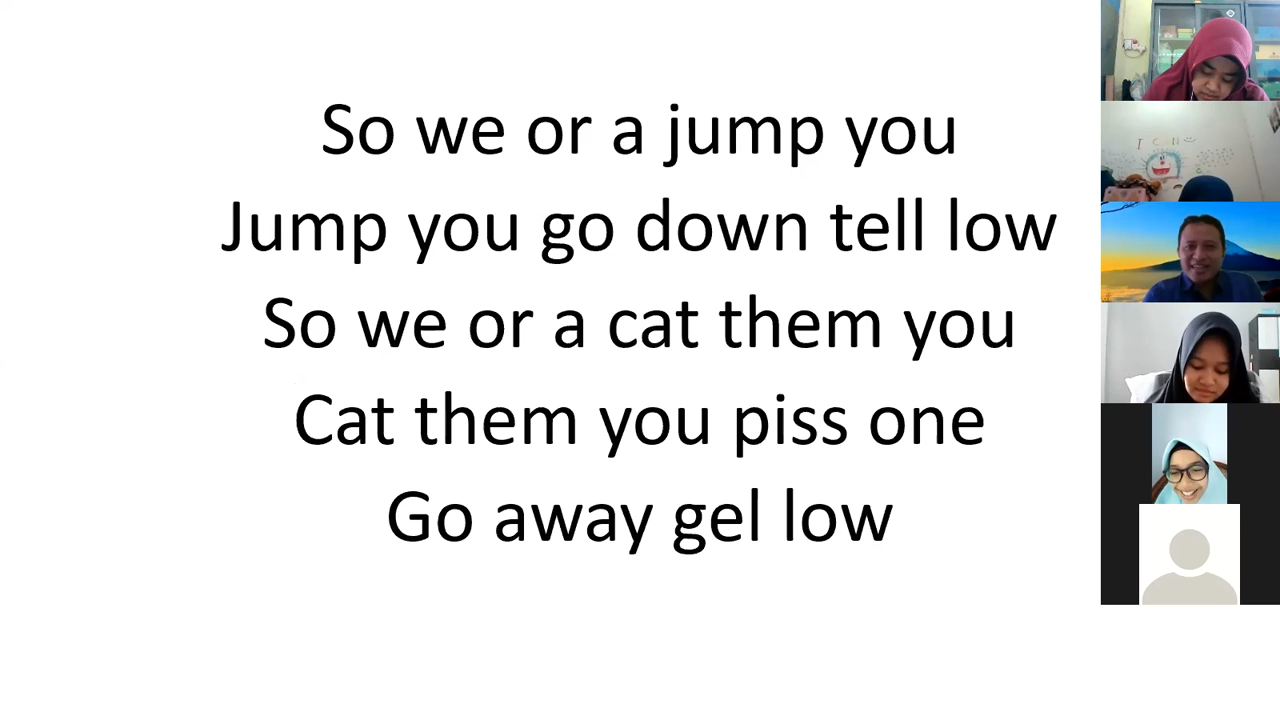 So we or a jump you
Jump you go down tell low
So we or a cat them you
Cat them you piss one
Go away gel low
I CAN